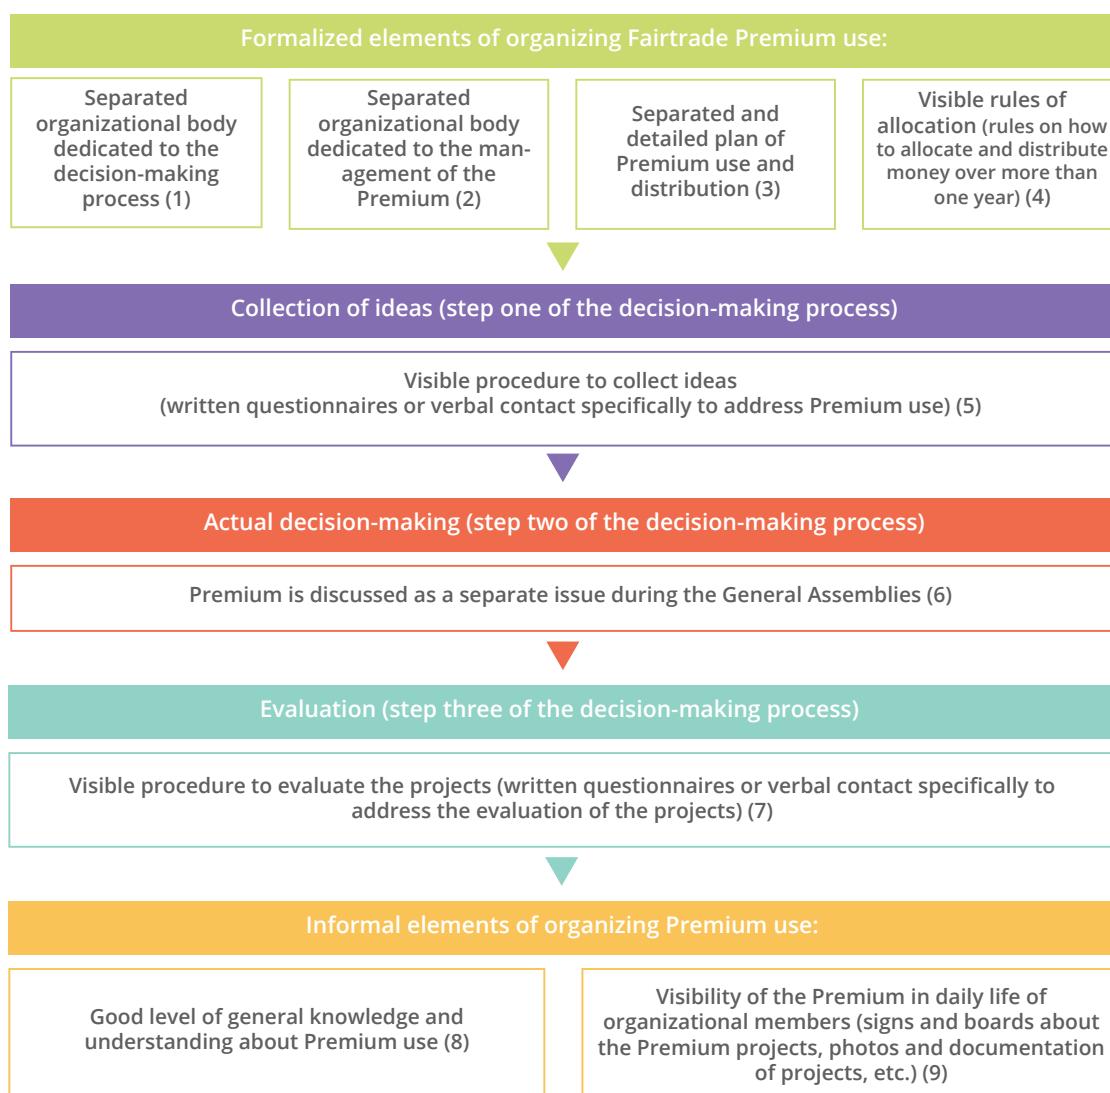 Formalized elements of organizing Fairtrade Premium use:
Separated
organizational body
dedicated to the
decision-making
process (1)
Separated
organizational body
dedicated to the man-
agement of the
Premium (2)
Separated and
detailed plan of
Premium use and
distribution (3)
Visible rules of
allocation (rules on how
to allocate and distribute
money over more than
one year) (4)
Collection of ideas (step one of the decision-making process)
Visible procedure to collect ideas
(written questionnaires or verbal contact specifically to address Premium use) (5)
Actual decision-making (step two of the decision-making process)
Premium is discussed as a separate issue during the General Assemblies (6)
Evaluation (step three of the decision-making process)
Visible procedure to evaluate the projects (written questionnaires or verbal contact specifically to
address the evaluation of the projects) (7)
Informal elements of organizing Premium use:
Good level of general knowledge and
understanding about Premium use (8)
Visibility of the Premium in daily life of
organizational members (signs and boards about
the Premium projects, photos and documentation
of projects, etc.) (9)